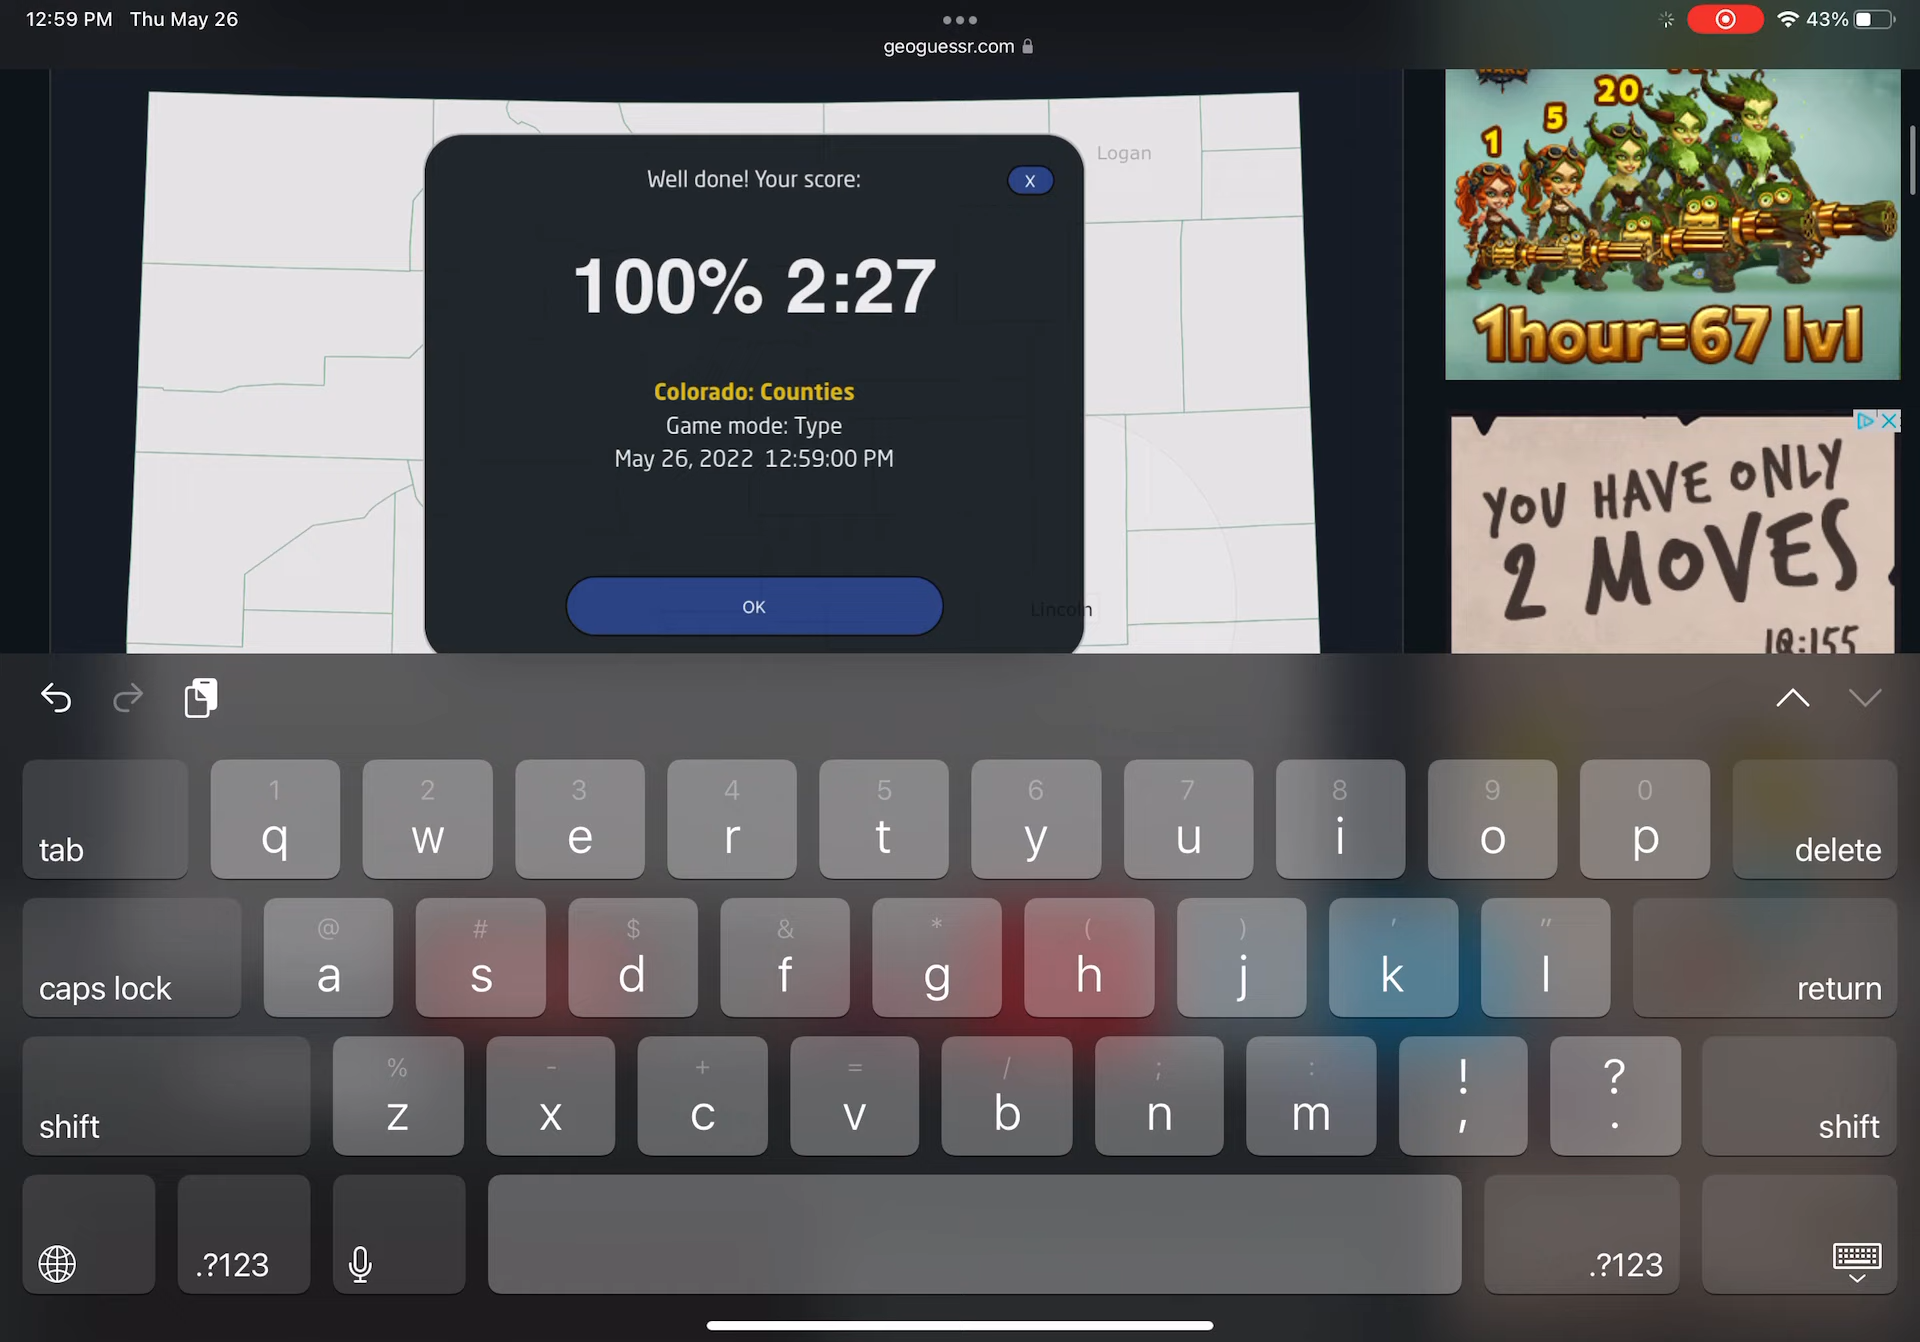 12:59 PM Thu May 26
geoguessr.com
43%
Logan
Well done! Your score:
X
100% 2:27
Colorado: Counties
Game mode: Type
May 26, 2022 12:59:00 PM
OK
Lincoln
1
5
20
1hour=67 lvl
YOU HAVE ONLY
2 MOVES
IQ:155
1 2 3 4 5 6 7 8 9 0
tab q w e r t y u i o p delete
@ # $ & * ( ) ' "
caps lock a s d f g h j k l return
% - + = / ; : ! ?
shift z x c v b n m , . shift
.?123 .?123